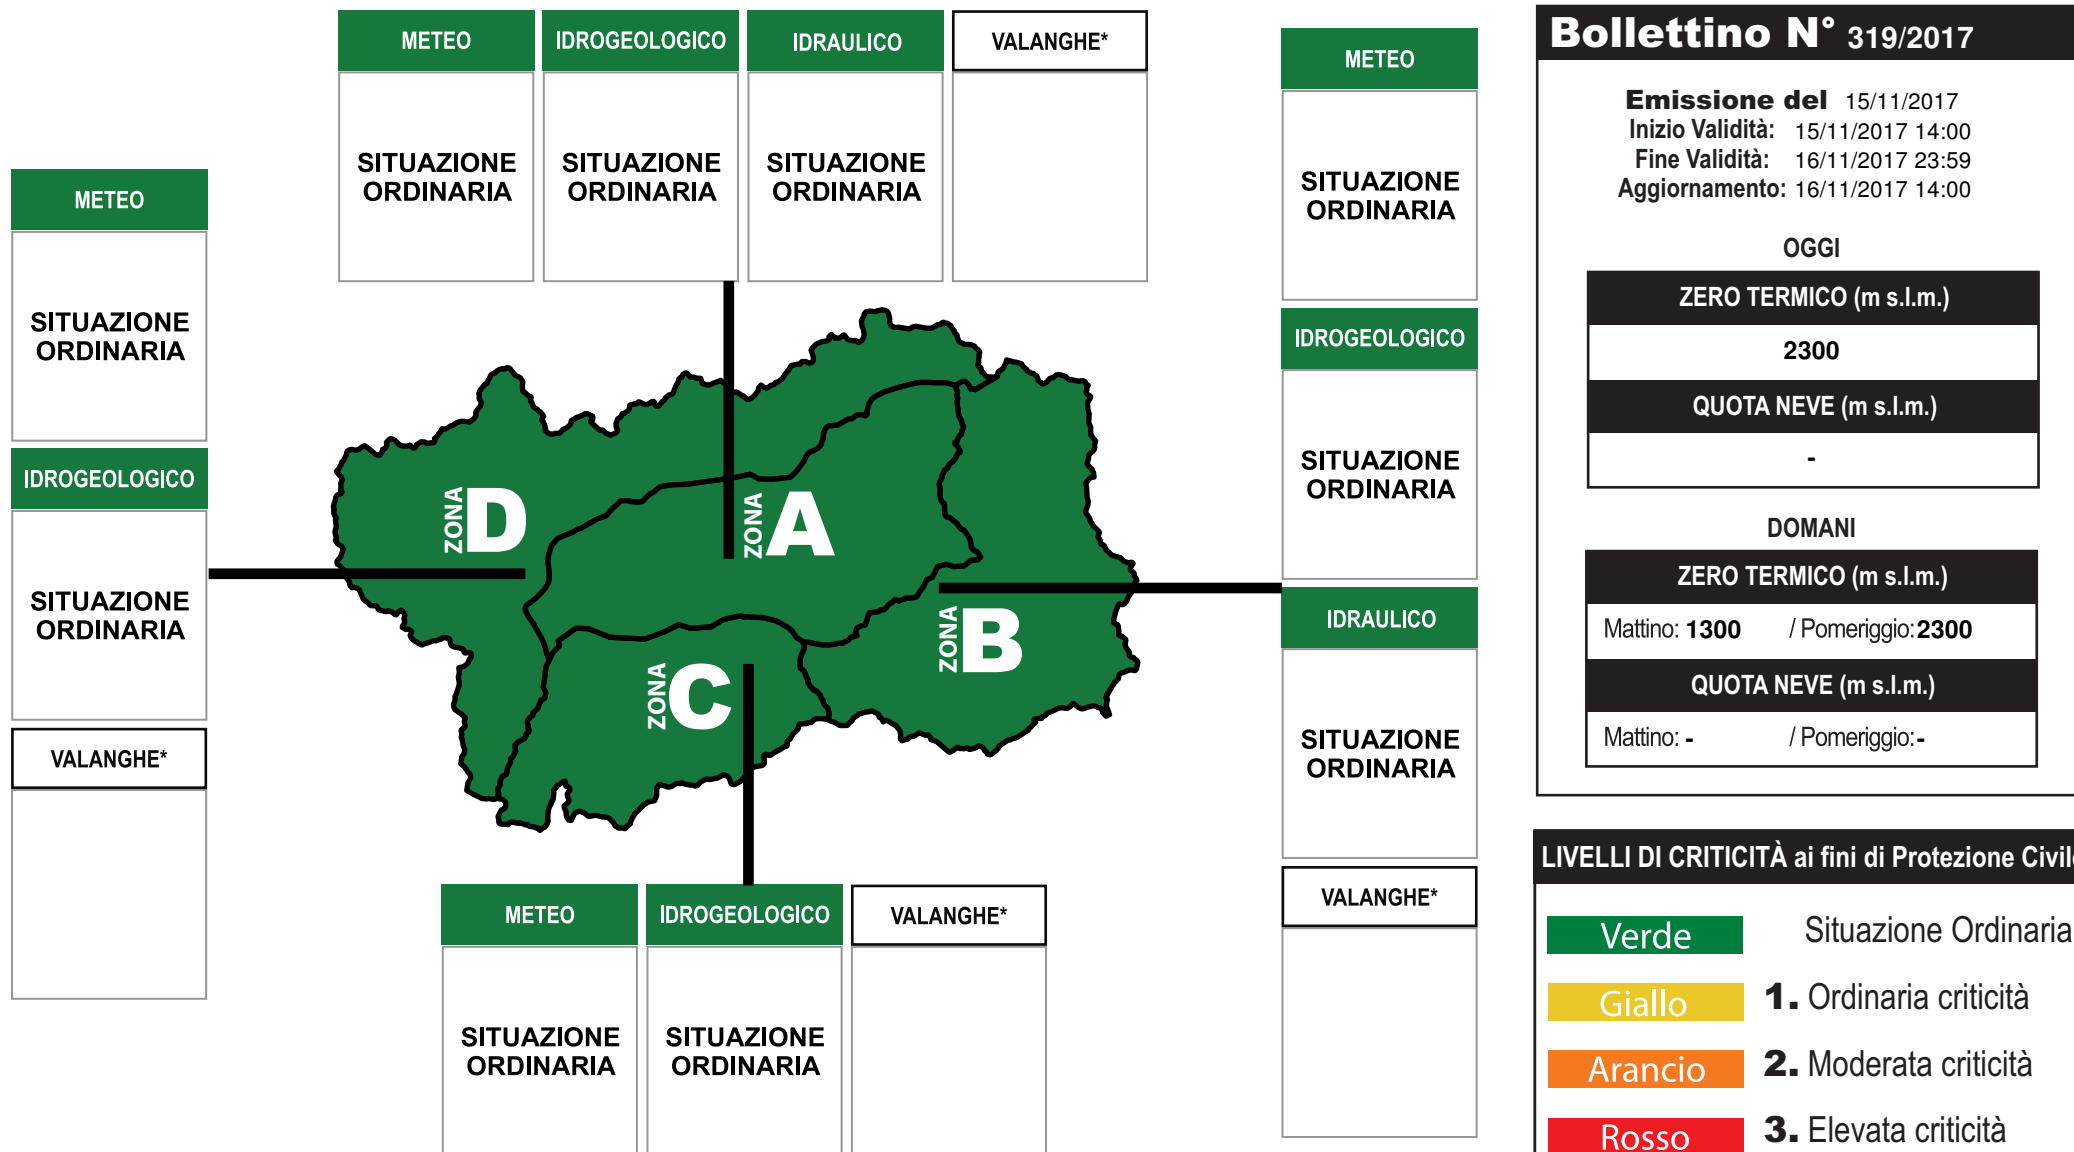 METEO
IDROGEOLOGICO
IDRAULICO
VALANGHE*
SITUAZIONE
ORDINARIA
SITUAZIONE
ORDINARIA
SITUAZIONE
ORDINARIA
METEO
SITUAZIONE
ORDINARIA
IDROGEOLOGICO
SITUAZIONE
ORDINARIA
VALANGHE*
ZONA D
ZONA A
ZONA B
ZONA C
METEO
SITUAZIONE
ORDINARIA
IDROGEOLOGICO
SITUAZIONE
ORDINARIA
IDRAULICO
SITUAZIONE
ORDINARIA
VALANGHE*
METEO
IDROGEOLOGICO
VALANGHE*
SITUAZIONE
ORDINARIA
SITUAZIONE
ORDINARIA
Bollettino N° 319/2017
Emissione del 15/11/2017
Inizio Validità: 15/11/2017 14:00
Fine Validità: 16/11/2017 23:59
Aggiornamento: 16/11/2017 14:00
OGGI
ZERO TERMICO (m s.l.m.)
2300
QUOTA NEVE (m s.l.m.)
-
DOMANI
ZERO TERMICO (m s.l.m.)
Mattino: 1300 / Pomeriggio: 2300
QUOTA NEVE (m s.l.m.)
Mattino: - / Pomeriggio: -
LIVELLI DI CRITICITÀ ai fini di Protezione Civile
Verde Situazione Ordinaria
Giallo 1. Ordinaria criticità
Arancio 2. Moderata criticità
Rosso 3. Elevata criticità